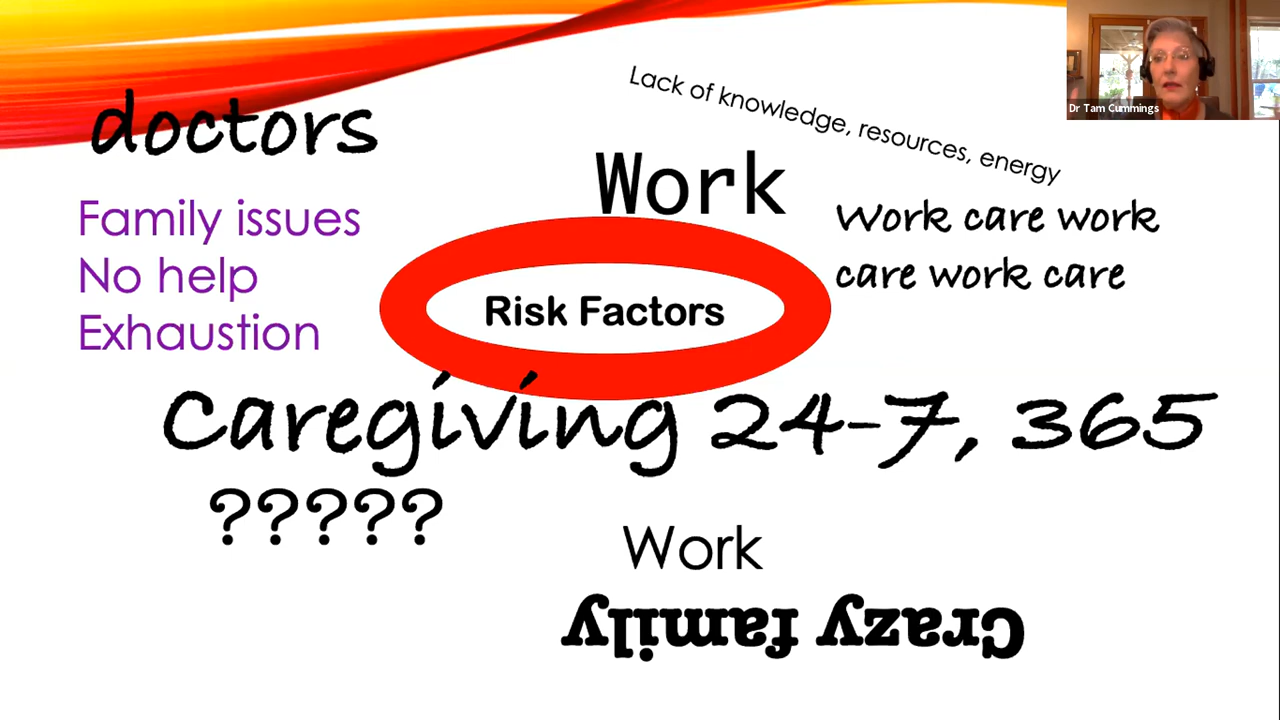 Dr Tam Cummings
Lack of knowledge, resources, energy
doctors
Work
Family issues
No help
Exhaustion
Work care work
care work care
Risk Factors
Caregiving 24-7, 365
?????
Work
Crazy family